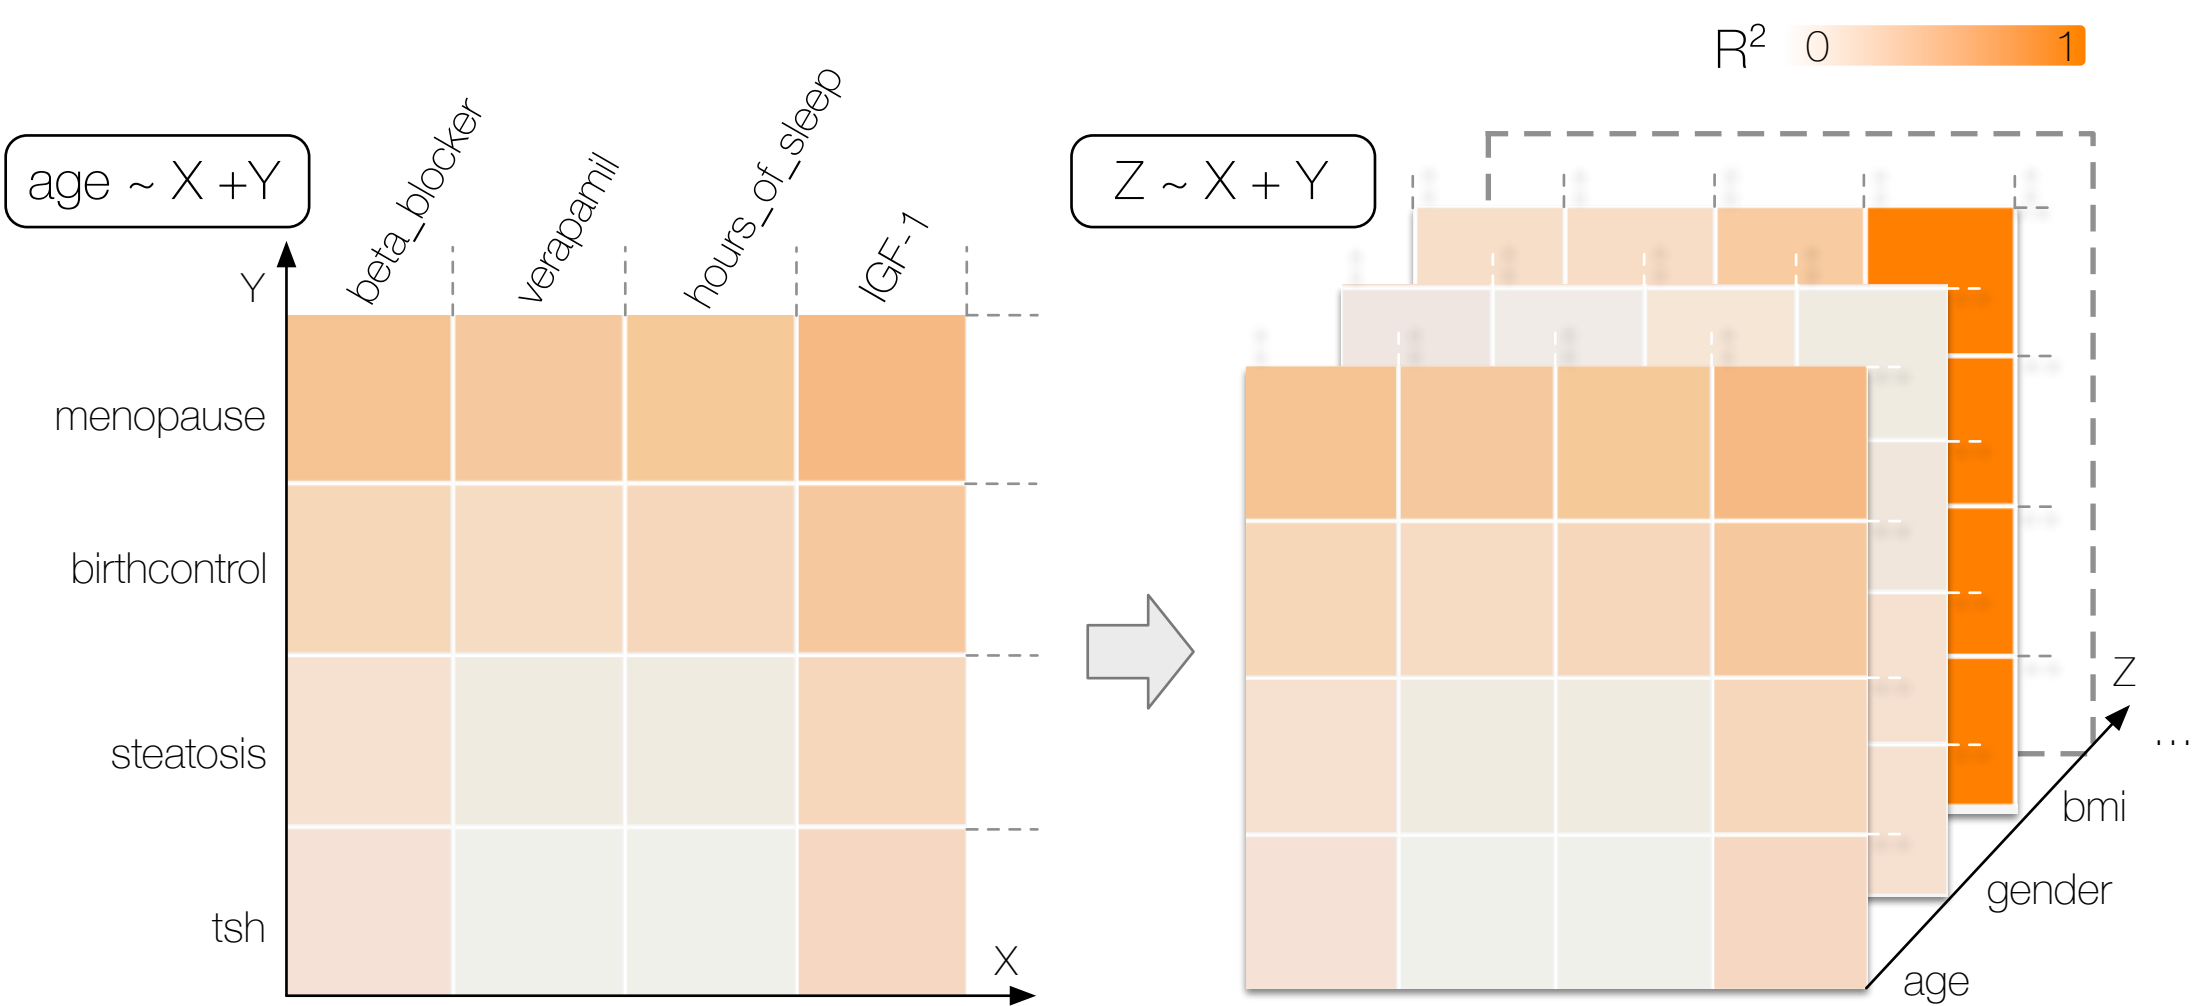 R² 0 1
age ~ X +Y
beta_blocker
verapamil
hours_of_sleep
IGF-1
Z ~ X + Y
Y
menopause
birthcontrol
steatosis
tsh
X
Z
...
bmi
gender
age